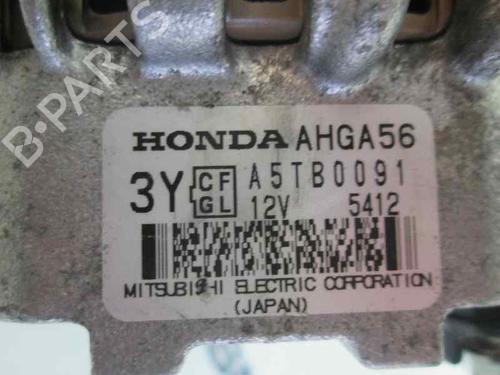 B-PARTS
HONDA AHGA56
3Y CF GL A5TB0091
12V 5412
MITSUBISHI ELECTRIC CORPORATION
(JAPAN)